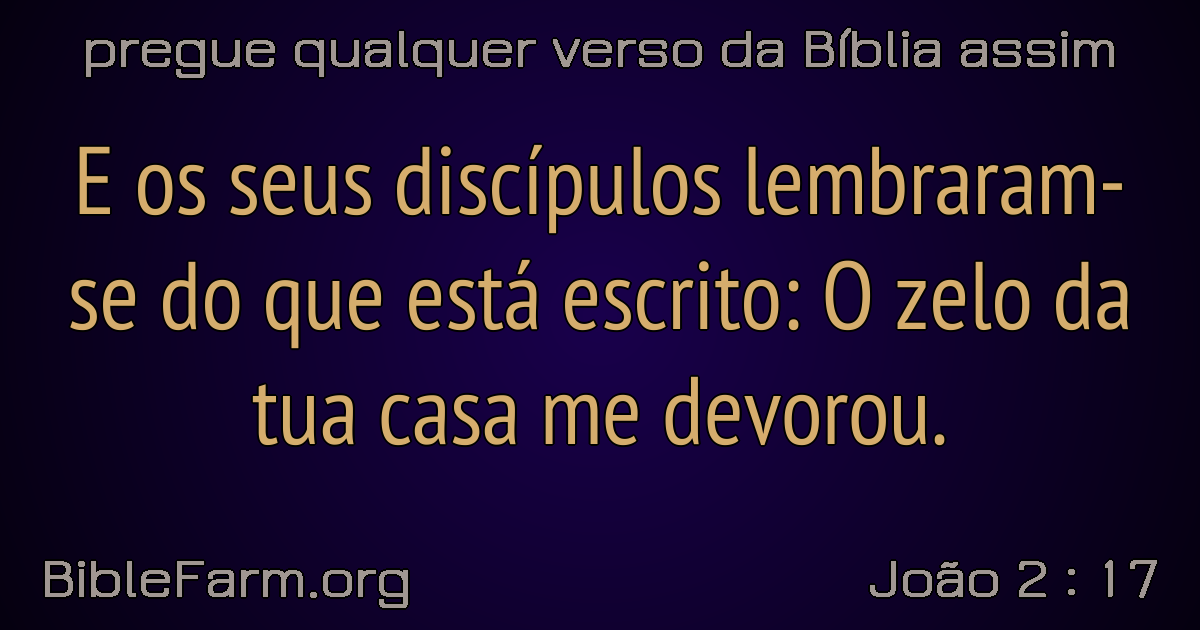 pregue qualquer verso da Bíblia assim
E os seus discípulos lembraram-
se do que está escrito: O zelo da
tua casa me devorou.
BibleFarm.org
João 2 : 17